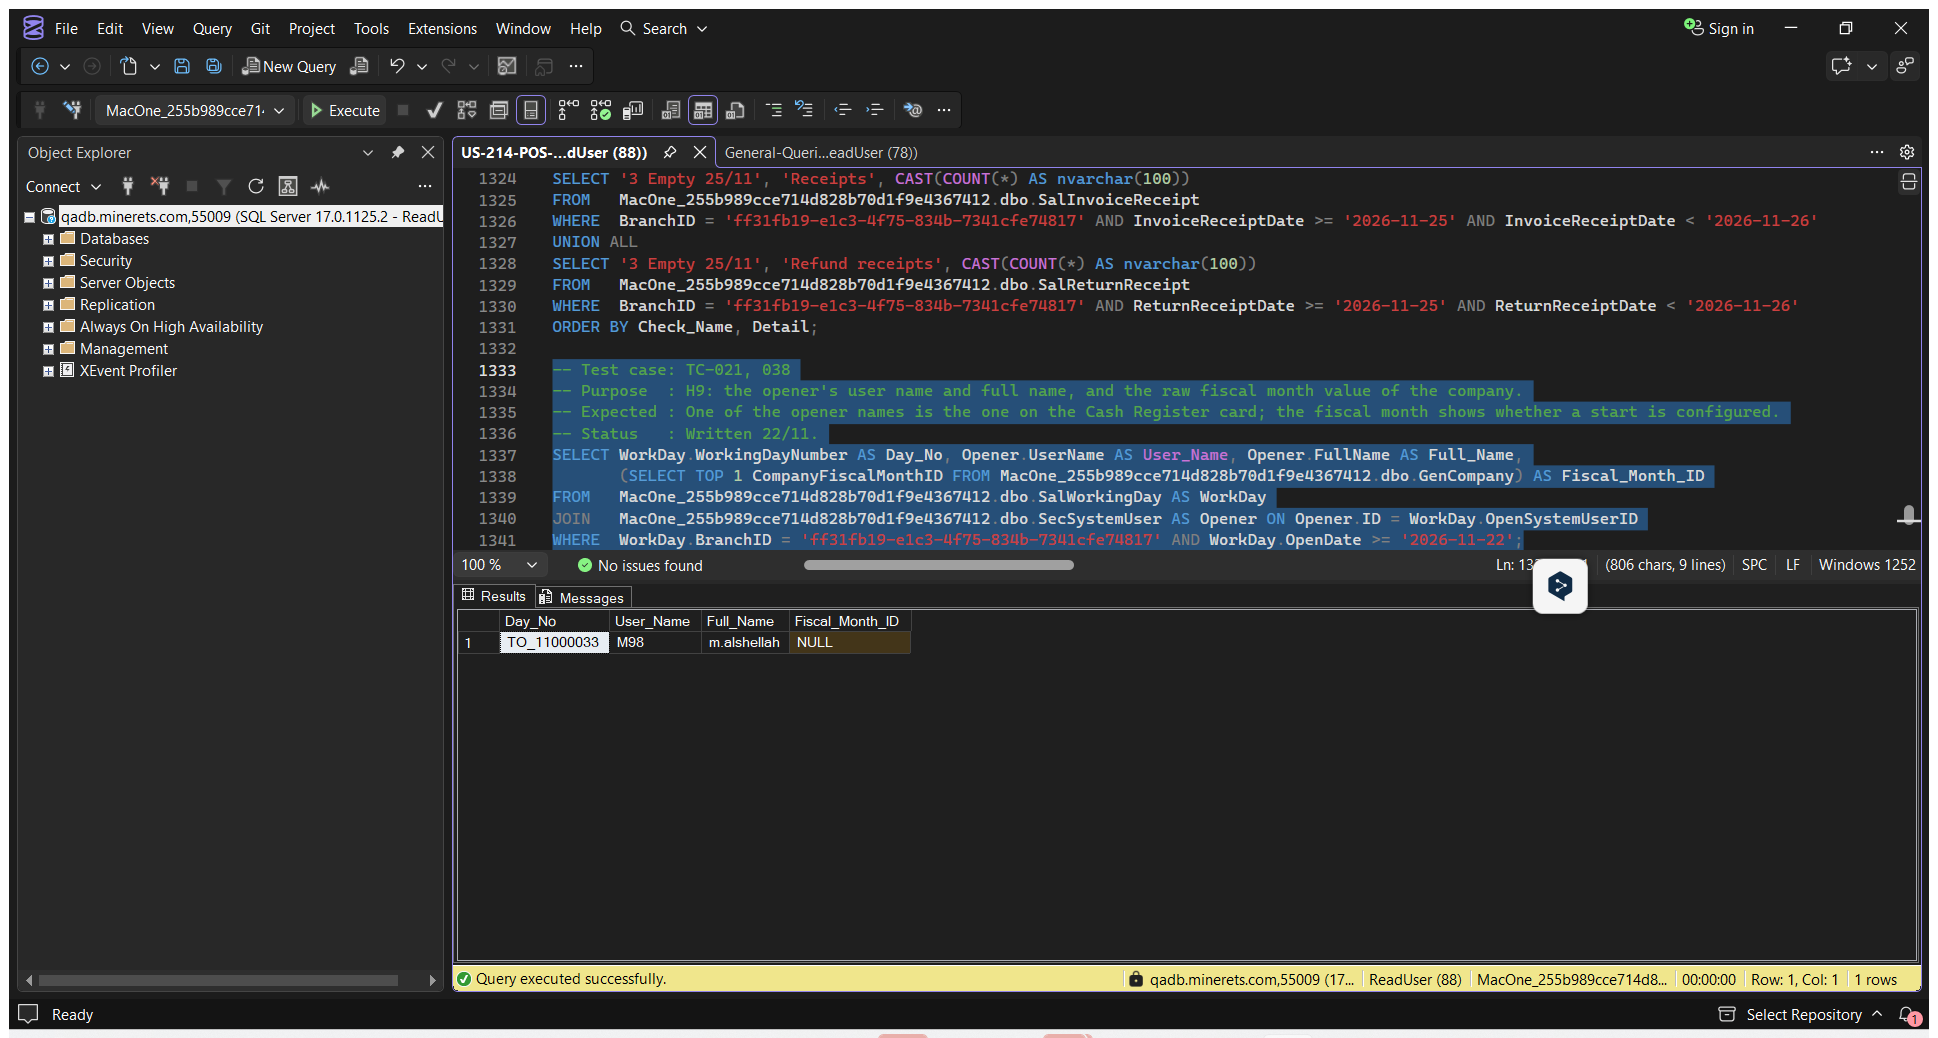 File Edit View Query Git Project Tools Extensions Window Help Search Sign in
New Query
MacOne_255b989cce71 Execute
Object Explorer
Connect
qadb.minerets.com,55009 (SQL Server 17.0.1125.2 - ReadU
Databases
Security
Server Objects
Replication
Always On High Availability
Management
XEvent Profiler
US-214-POS-...dUser (88)) General-Queri...eadUser (78))
1324 SELECT '3 Empty 25/11', 'Receipts', CAST(COUNT(*) AS nvarchar(100))
1325 FROM MacOne_255b989cce714d828b70d1f9e4367412.dbo.SalInvoiceReceipt
1326 WHERE BranchID = 'ff31fb19-e1c3-4f75-834b-7341cfe74817' AND InvoiceReceiptDate >= '2026-11-25' AND InvoiceReceiptDate < '2026-11-26'
1327 UNION ALL
1328 SELECT '3 Empty 25/11', 'Refund receipts', CAST(COUNT(*) AS nvarchar(100))
1329 FROM MacOne_255b989cce714d828b70d1f9e4367412.dbo.SalReturnReceipt
1330 WHERE BranchID = 'ff31fb19-e1c3-4f75-834b-7341cfe74817' AND ReturnReceiptDate >= '2026-11-25' AND ReturnReceiptDate < '2026-11-26'
1331 ORDER BY Check_Name, Detail;
1332
1333 -- Test case: TC-021, 038
1334 -- Purpose : H9: the opener's user name and full name, and the raw fiscal month value of the company.
1335 -- Expected : One of the opener names is the one on the Cash Register card; the fiscal month shows whether a start is configured.
1336 -- Status : Written 22/11.
1337 SELECT WorkDay.WorkingDayNumber AS Day_No, Opener.UserName AS User_Name, Opener.FullName AS Full_Name,
1338 (SELECT TOP 1 CompanyFiscalMonthID FROM MacOne_255b989cce714d828b70d1f9e4367412.dbo.GenCompany) AS Fiscal_Month_ID
1339 FROM MacOne_255b989cce714d828b70d1f9e4367412.dbo.SalWorkingDay AS WorkDay
1340 JOIN MacOne_255b989cce714d828b70d1f9e4367412.dbo.SecSystemUser AS Opener ON Opener.ID = WorkDay.OpenSystemUserID
1341 WHERE WorkDay.BranchID = 'ff31fb19-e1c3-4f75-834b-7341cfe74817' AND WorkDay.OpenDate >= '2026-11-22';
100 % No issues found Ln: (806 chars, 9 lines) SPC LF Windows 1252
Results Messages
Day_No User_Name Full_Name Fiscal_Month_ID
1 TO_11000033 M98 m.alshellah NULL
Query executed successfully. qadb.minerets.com,55009 (17... ReadUser (88) MacOne_255b989cce714d8... 00:00:00 Row: 1, Col: 1 1 rows
Ready Select Repository 1